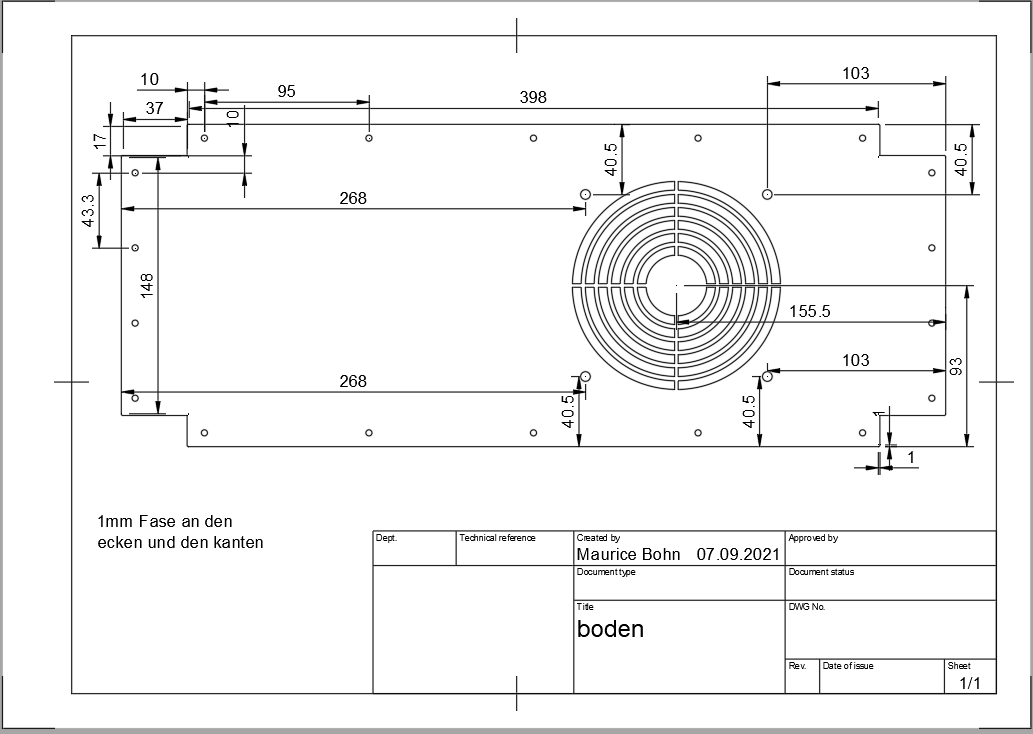 10
95
103
37
398
10
17
40.5
40.5
268
43.3
148
155.5
103
93
268
40.5
40.5
1
1
1mm Fase an den
ecken und den kanten
Dept.
Technical reference
Created by
Approved by
Maurice Bohn 07.09.2021
Document type
Document status
Title
DWG No.
boden
Rev.
Date of issue
Sheet
1/1